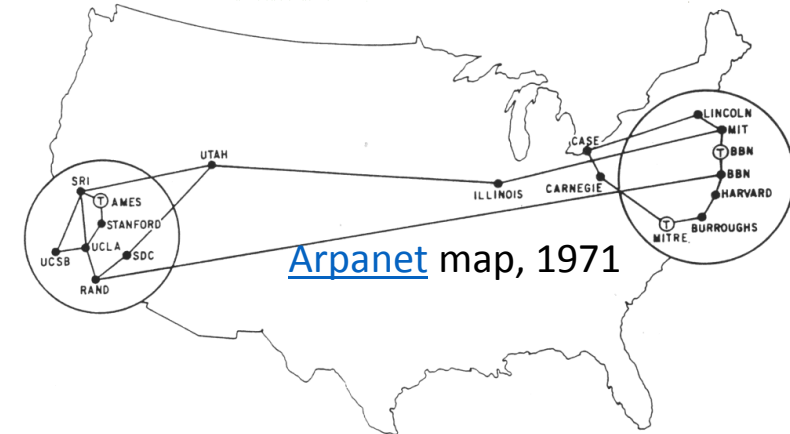 LINCOLN
MIT
CASE
T BBN
UTAH
BBN
SRI
ILLINOIS
CARNEGIE
HARVARD
T AMES
STANFORD
BURROUGHS
T
MITRE
UCLA
SDC
UCSB
Arpanet map, 1971
RAND